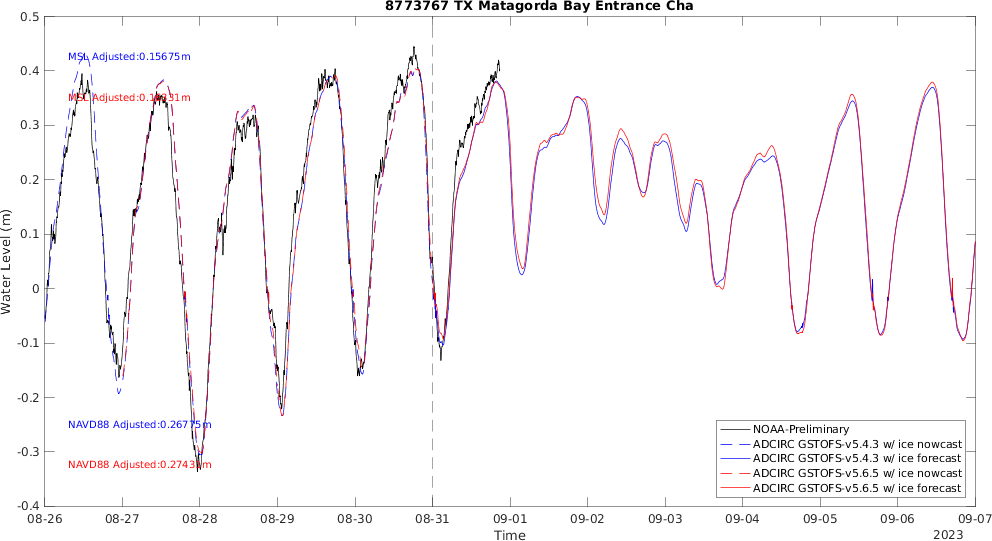 8773767 TX Matagorda Bay Entrance Cha
0.5
0.4
0.3
0.2
0.1
0
-0.1
-0.2
-0.3
-0.4
Water Level (m)
MSL Adjusted:0.15675m
MSL
NAVD88 Adjusted:0.26775m
NAVD88
NOAA-Preliminary
ADCIRC GSTOFS-v5.4.3 w/ ice nowcast
ADCIRC GSTOFS-v5.4.3 w/ ice forecast
ADCIRC GSTOFS-v5.6.5 w/ ice nowcast
ADCIRC GSTOFS-v5.6.5 w/ ice forecast
08-26 08-27 08-28 08-29 08-30 08-31 09-01 09-02 09-03 09-04 09-05 09-06 09-07
Time
2023